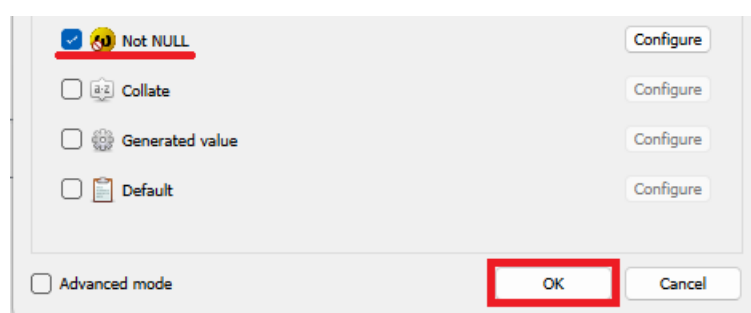 Not NULL Configure
Collate Configure
Generated value Configure
Default Configure
Advanced mode OK Cancel